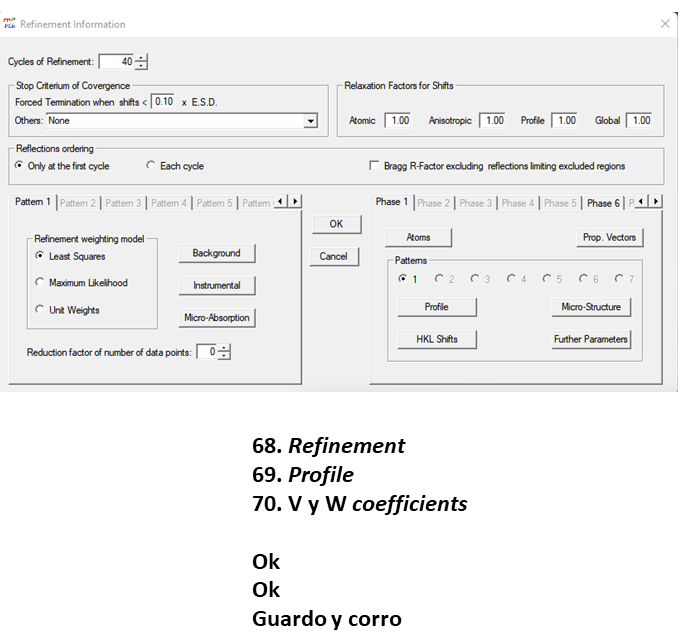 Refinement Information
Cycles of Refinement: 40
Stop Criterium of Covergence
Forced Termination when shifts < 0.10 x E.S.D.
Others: None
Relaxation Factors for Shifts
Atomic 1.00 Anisotropic 1.00 Profile 1.00 Global 1.00
Reflections ordering
Only at the first cycle Each cycle Bragg R-Factor excluding reflections limiting excluded regions
Pattern 1 Pattern 2 Pattern 3 Pattern 4 Pattern 5 Pattern
Refinement weighting model
Least Squares
Maximum Likelihood
Unit Weights
Background
Instrumental
Micro-Absorption
Reduction factor of number of data points: 0
OK
Cancel
Phase 1 Phase 2 Phase 3 Phase 4 Phase 5 Phase 6 P
Atoms Prop. Vectors
Patterns
1 2 3 4 5 6 7
Profile Micro-Structure
HKL Shifts Further Parameters
68. Refinement
69. Profile
70. V y W coefficients
Ok
Ok
Guardo y corro